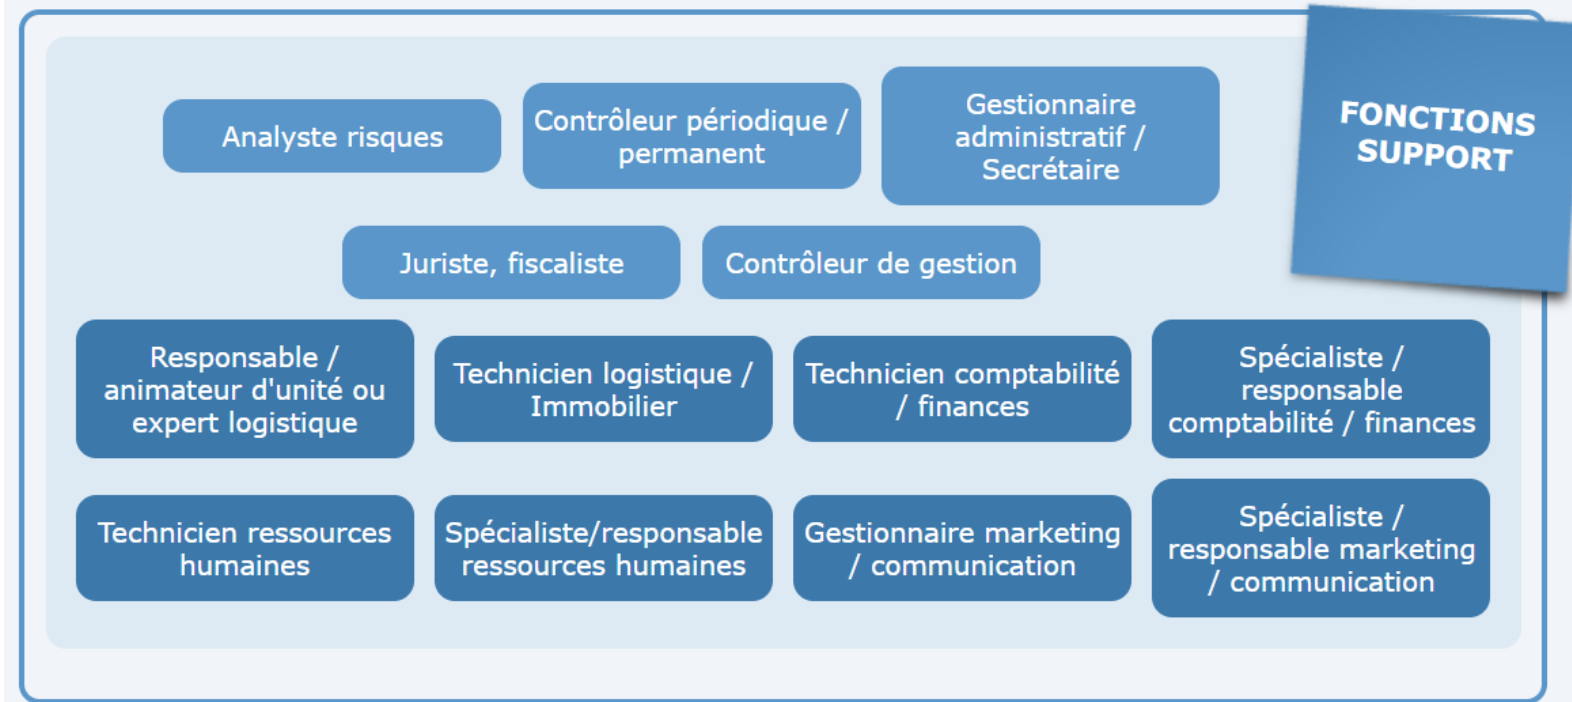 FONCTIONS
SUPPORT
Analyste risques
Contrôleur périodique /
permanent
Gestionnaire
administratif /
Secrétaire
Juriste, fiscaliste
Contrôleur de gestion
Responsable /
animateur d'unité ou
expert logistique
Technicien logistique /
Immobilier
Technicien comptabilité
/ finances
Spécialiste /
responsable
comptabilité / finances
Technicien ressources
humaines
Spécialiste/responsable
ressources humaines
Gestionnaire marketing
/ communication
Spécialiste /
responsable marketing
/ communication